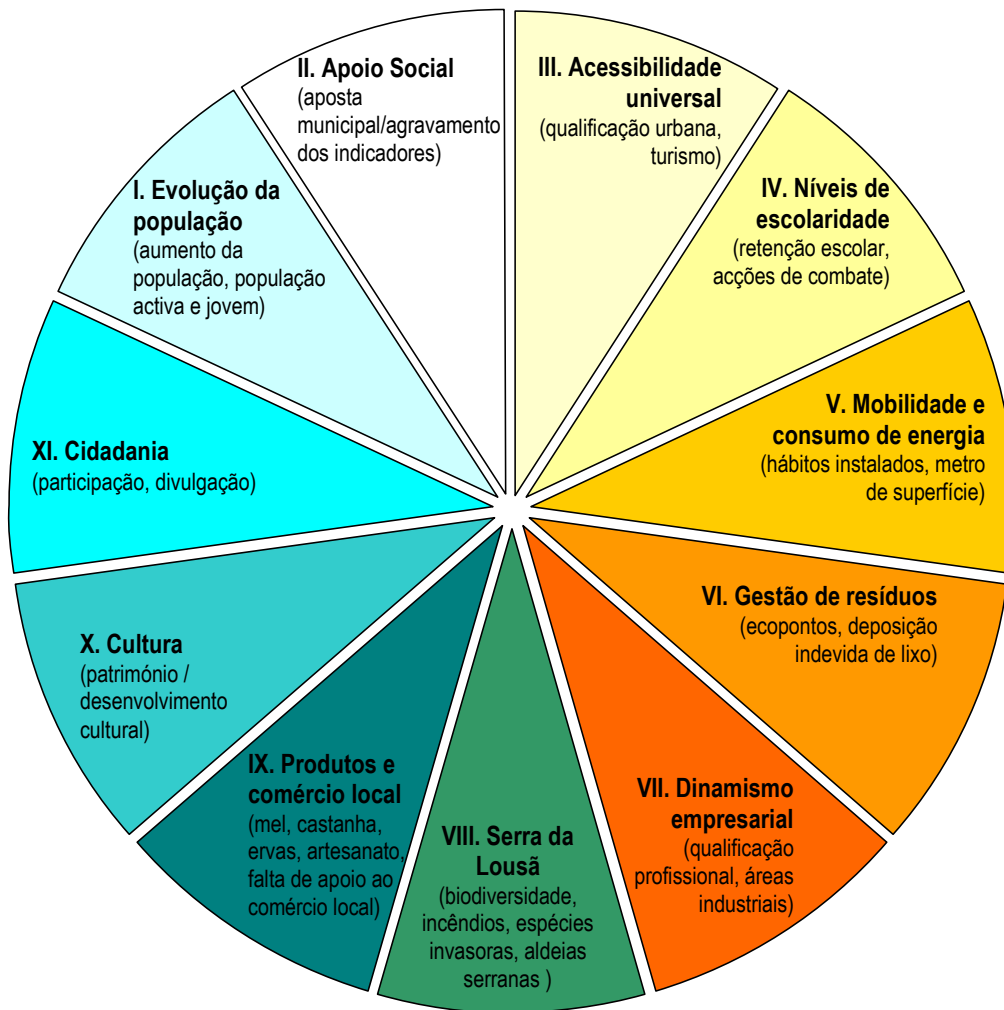 II. Apoio Social
(aposta
municipal/agravamento
dos indicadores)
III. Acessibilidade
universal
(qualificação urbana,
turismo)
IV. Níveis de
escolaridade
(retenção escolar,
acções de combate)
V. Mobilidade e
consumo de energia
(hábitos instalados, metro
de superfície)
VI. Gestão de resíduos
(ecopontos, deposição
indevida de lixo)
VII. Dinamismo
empresarial
(qualificação
profissional, áreas
industriais)
VIII. Serra da
Lousã
(biodiversidade,
incêndios, espécies
invasoras, aldeias
serranas )
IX. Produtos e
comércio local
(mel, castanha,
ervas, artesanato,
falta de apoio ao
comércio local)
X. Cultura
(património /
desenvolvimento
cultural)
XI. Cidadania
(participação, divulgação)
I. Evolução da
população
(aumento da
população, população
activa e jovem)